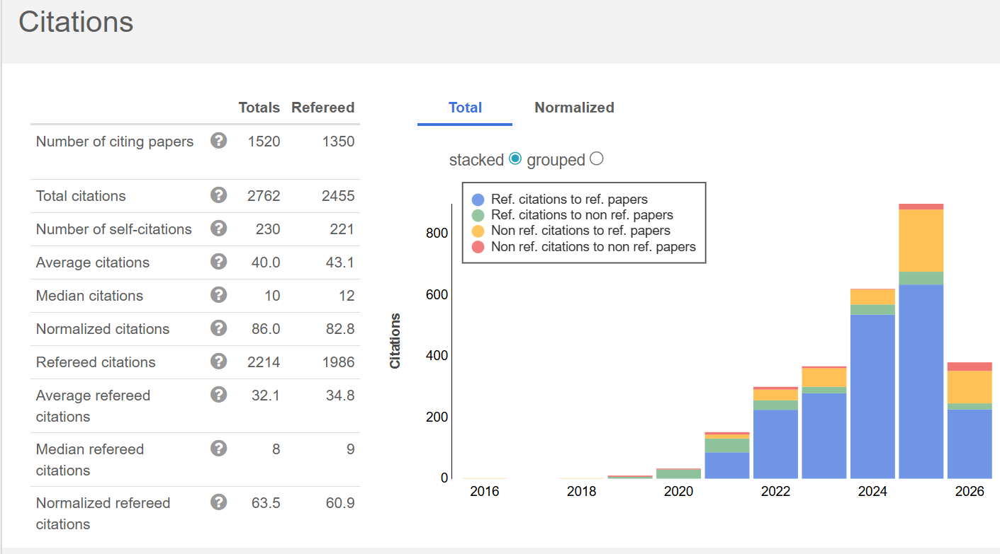 Citations
Totals Refereed
Number of citing papers ? 1520 1350
Total citations ? 2762 2455
Number of self-citations ? 230 221
Average citations ? 40.0 43.1
Median citations ? 10 12
Normalized citations ? 86.0 82.8
Refereed citations ? 2214 1986
Average refereed ? 32.1 34.8
citations
Median refereed ? 8 9
citations
Normalized refereed ? 63.5 60.9
citations
Total Normalized
stacked grouped
Ref. citations to ref. papers
Ref. citations to non ref. papers
Non ref. citations to ref. papers
Non ref. citations to non ref. papers
Citations
800
600
400
200
0
2016 2018 2020 2022 2024 2026